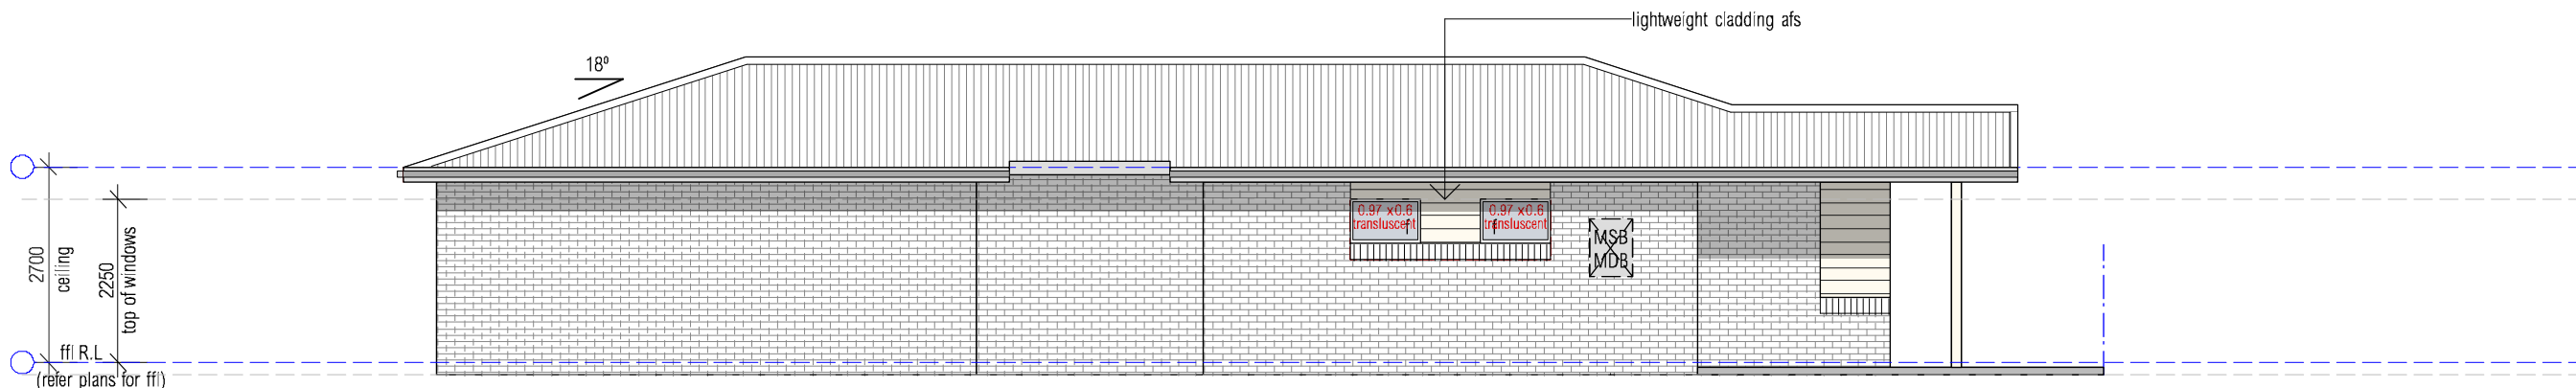 lightweight cladding afs
18°
0.97 x0.6
transluscent
0.97 x0.6
transluscent
MSB
MDB
2700
ceiling
2250
top of windows
ffl R.L
(refer plans for ffl)